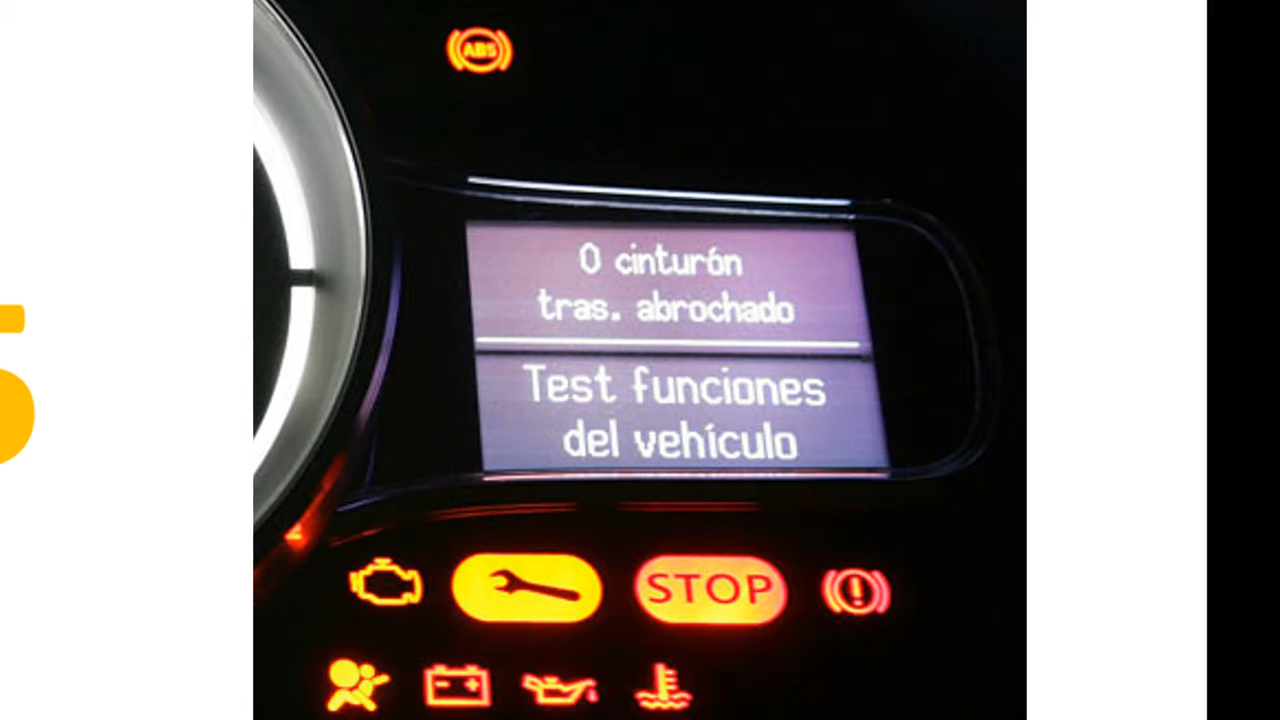 ABS
0 cinturón
tras. abrochado
Test funciones
del vehículo
STOP